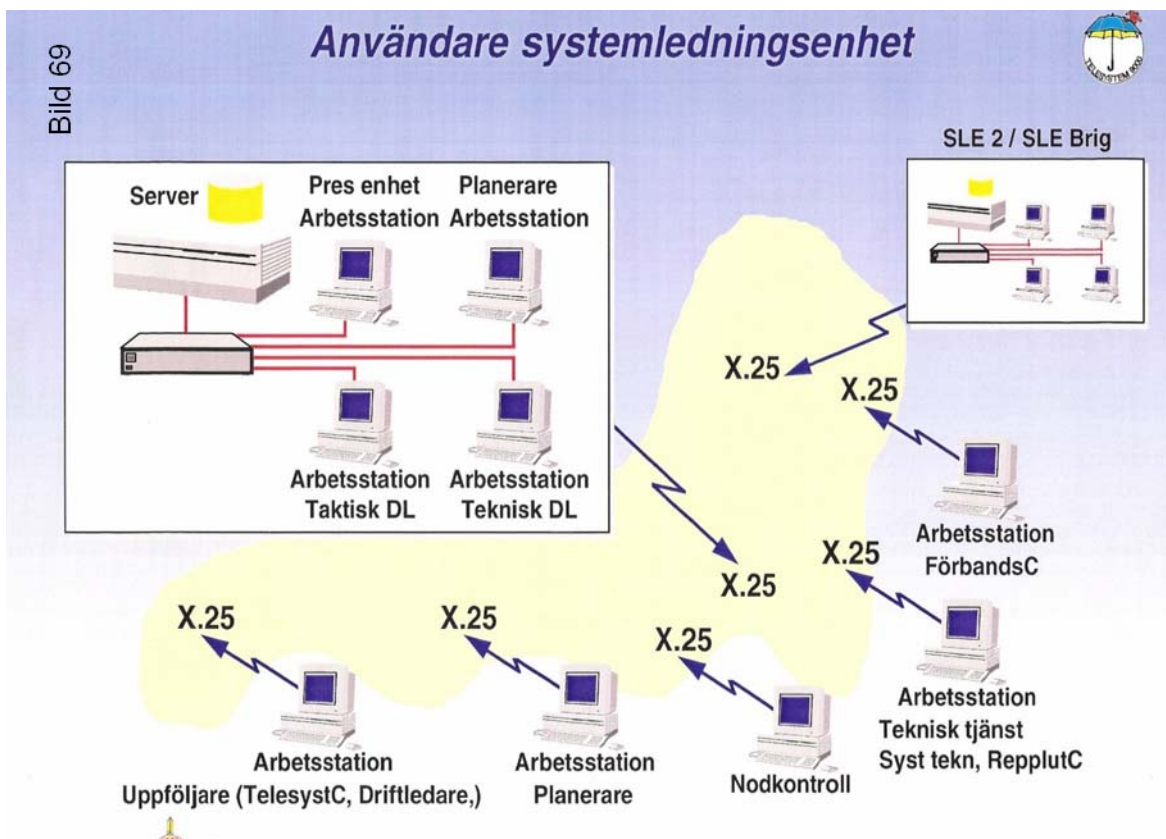 Bild 69
Användare systemledningsenhet
TELESYSTEM 9000
SLE 2 / SLE Brig
Server
Pres enhet
Arbetsstation
Planerare
Arbetsstation
Arbetsstation
Taktisk DL
Arbetsstation
Teknisk DL
X.25
X.25
Arbetsstation
FörbandsC
X.25
X.25
Arbetsstation
Teknisk tjänst
Syst tekn, RepplutC
X.25
X.25
X.25
Arbetsstation
Uppföljare (TelesystC, Driftledare,)
Arbetsstation
Planerare
Nodkontroll